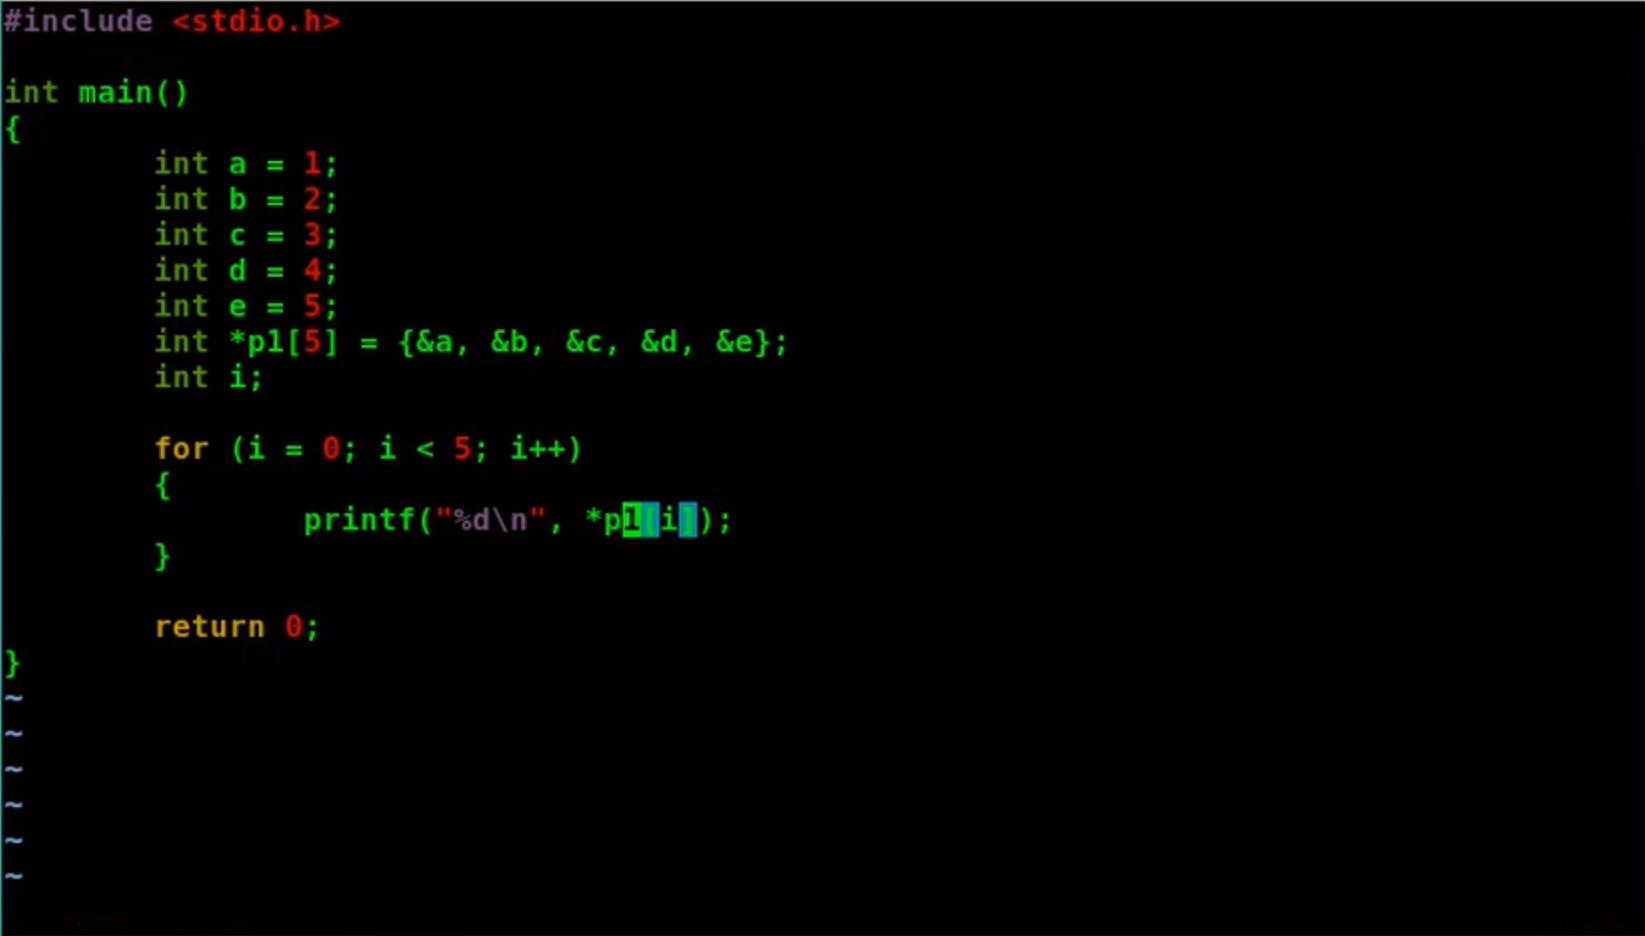 #include <stdio.h>
int main()
{
int a = 1;
int b = 2;
int c = 3;
int d = 4;
int e = 5;
int *p1[5] = {&a, &b, &c, &d, &e};
int i;
for (i = 0; i < 5; i++)
{
printf("%d\n", *p1[i]);
}
return 0;
}
~
~
~
~
~
~